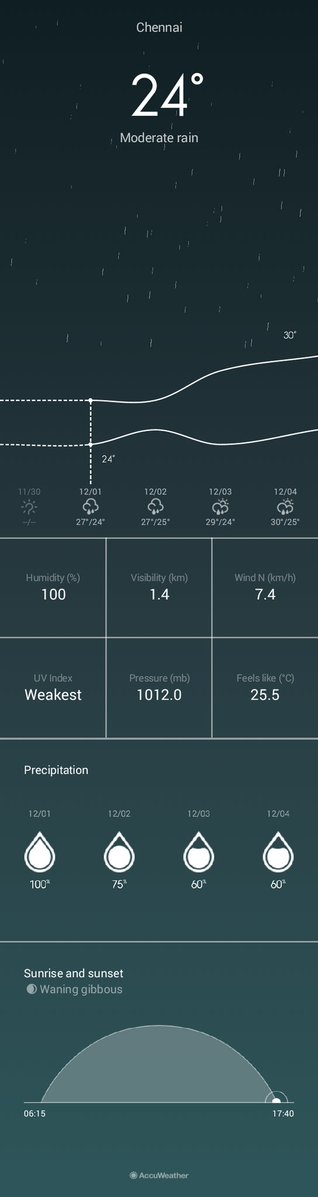 Chennai
24°
Moderate rain
30°
24°
11/30 12/01 12/02 12/03 12/04
--/-- 27°/24° 27°/25° 29°/24° 30°/25°
Humidity (%) Visibility (km) Wind N (km/h)
100 1.4 7.4
UV Index Pressure (mb) Feels like (°C)
Weakest 1012.0 25.5
Precipitation
12/01 12/02 12/03 12/04
100% 75% 60% 60%
Sunrise and sunset
Waning gibbous
06:15 17:40
AccuWeather